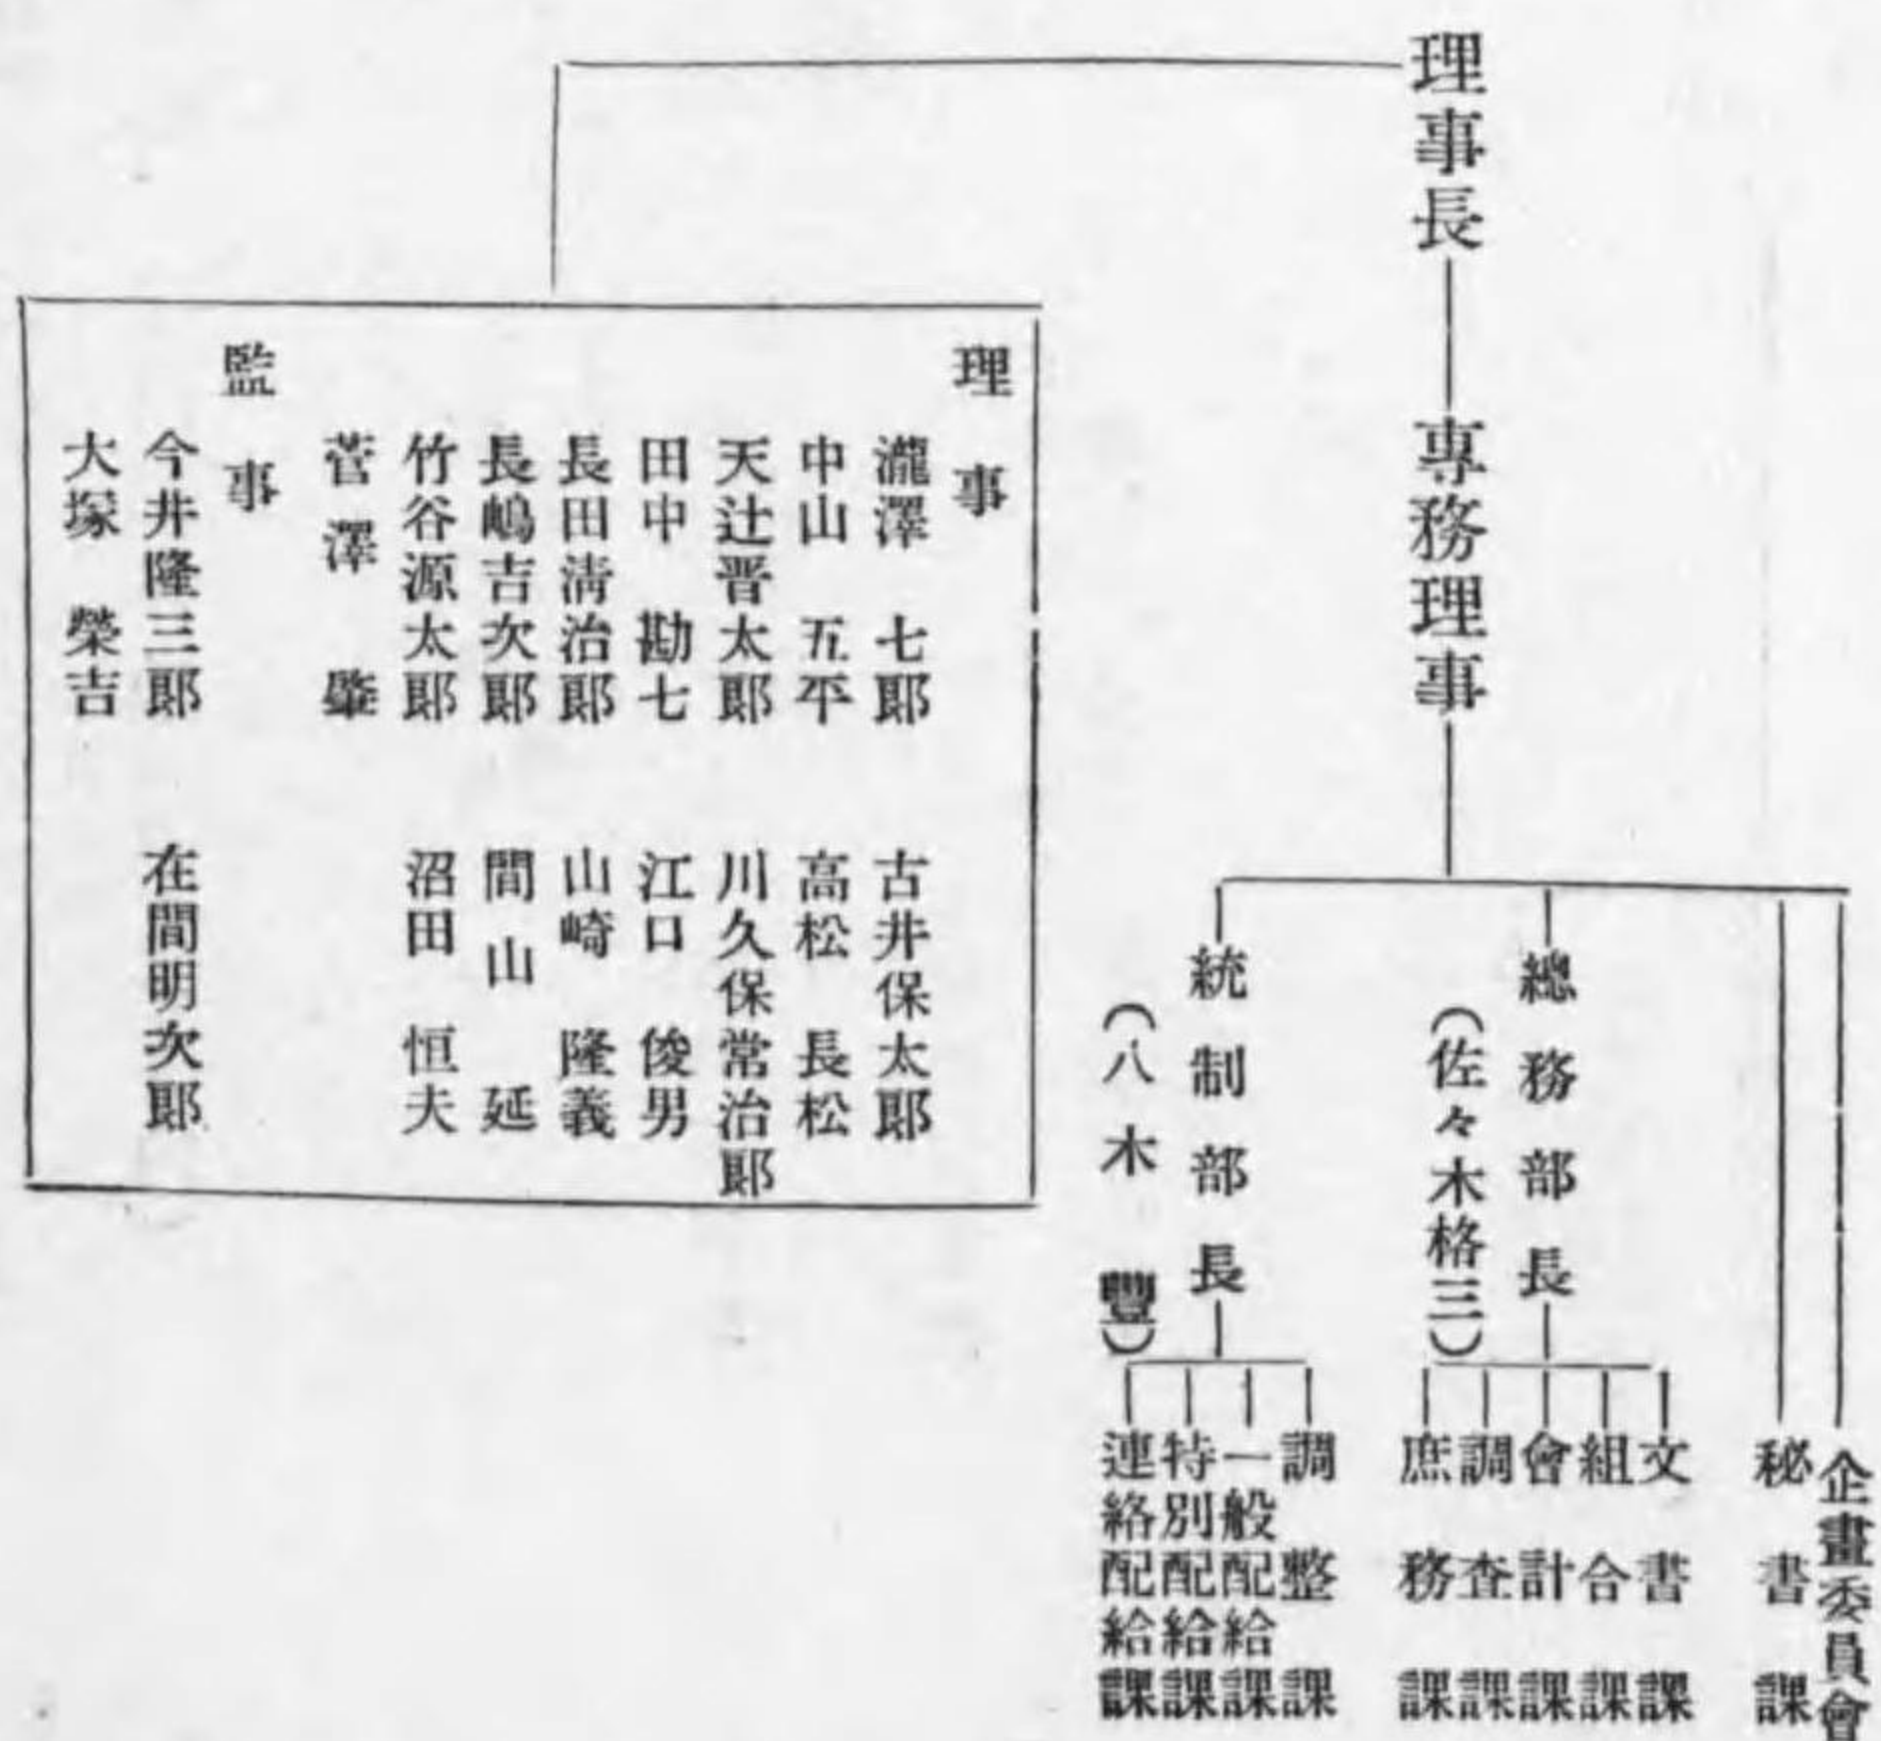 理事長
専務理事
企畫委員會
秘書課
總務部長
(佐々木格三)
文書課
組合課
會計課
調査課
庶務課
統制部長
(八木豐)
調整課
一般配給課
特別配給課
連絡配給課
理事
瀧澤七郎 古井保太郎
中山五平 高松長松
天辻晋太郎 川久保常治郎
田中勘七 江口俊男
長田淸治郎 山崎隆義
長嶋吉次郎 間山延
竹谷源太郎 沼田恒夫
菅澤肇
監事
今井隆三郎 在間明次郎
大塚榮吉